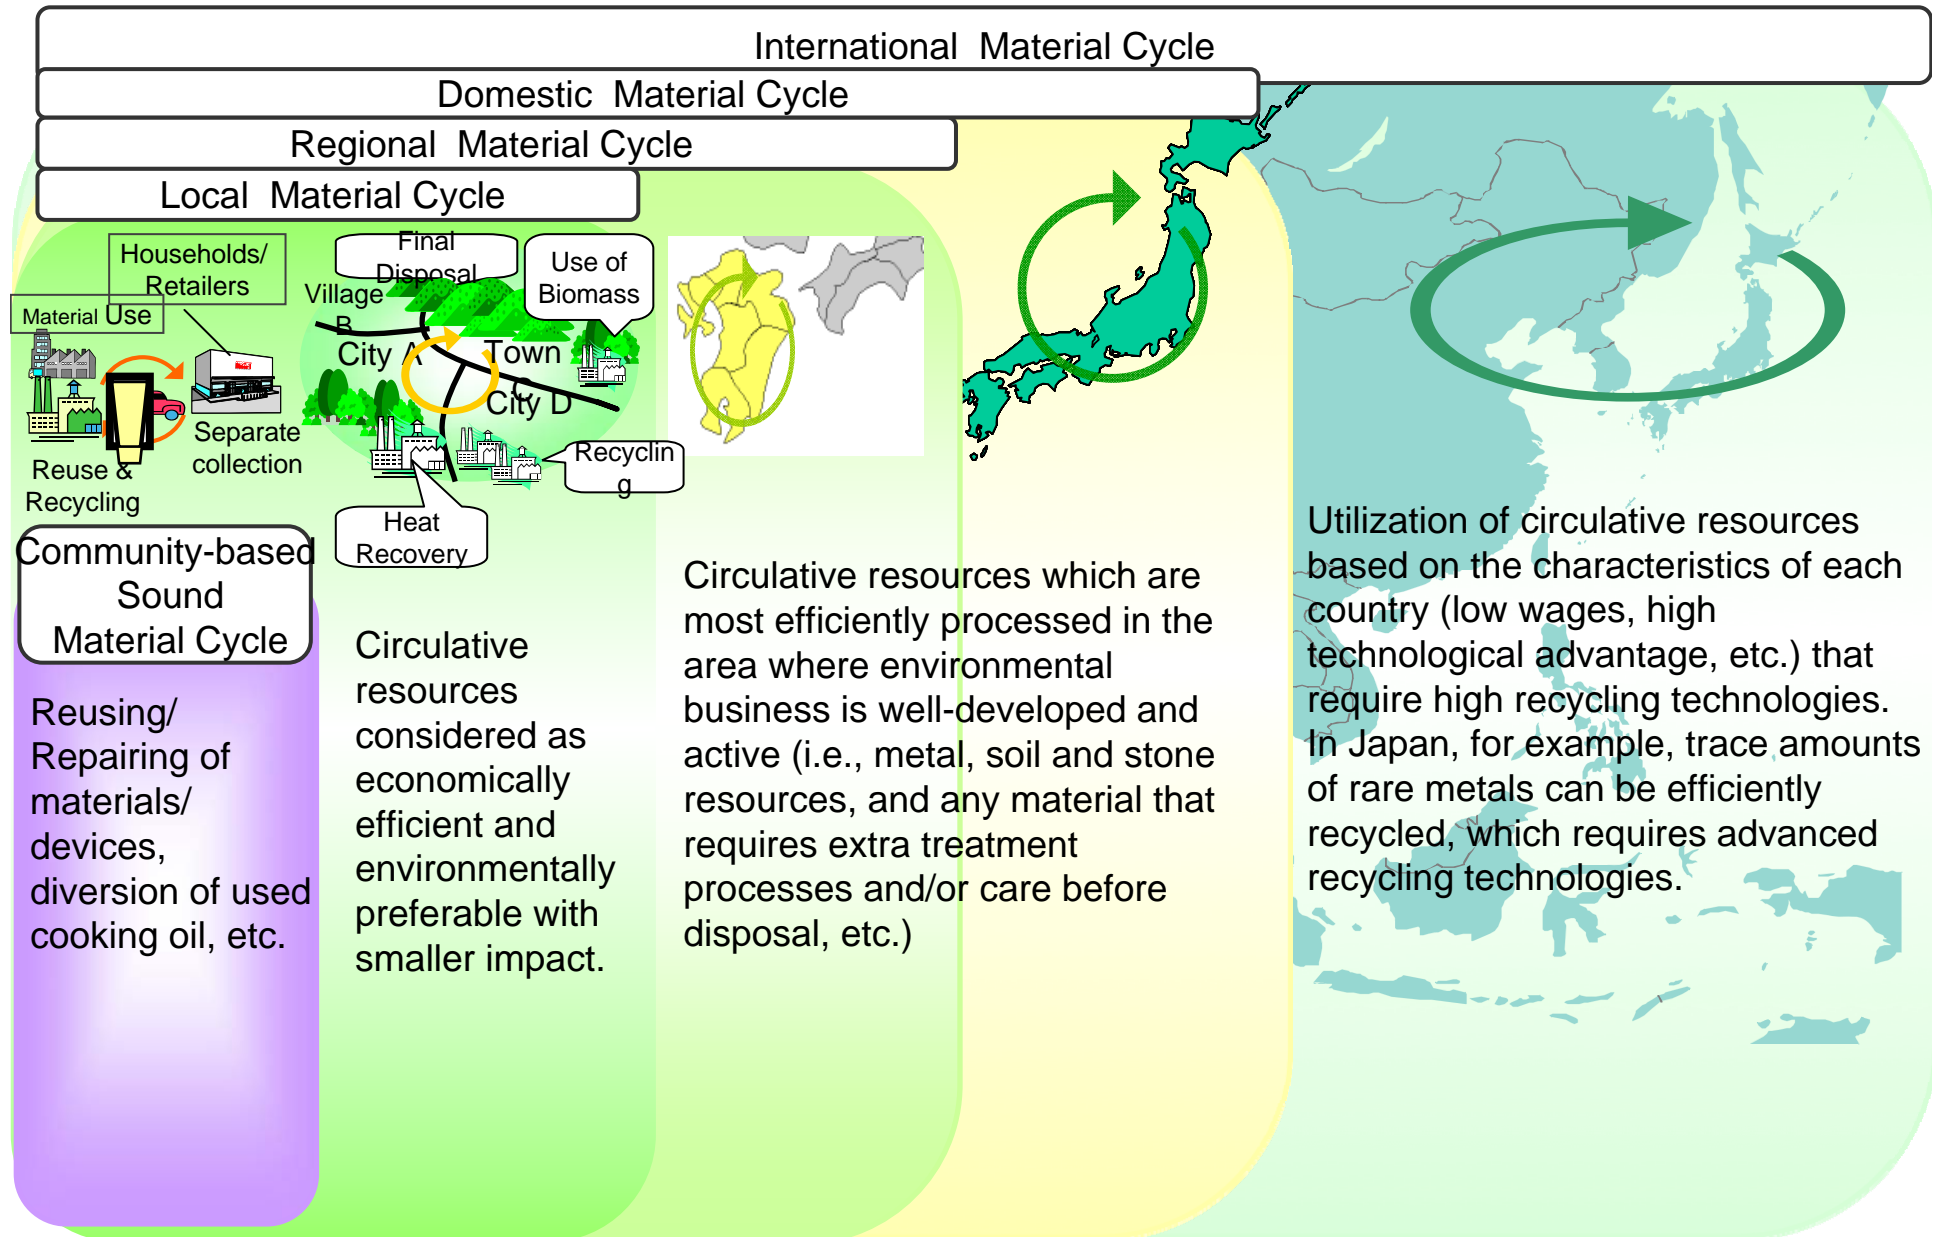 International Material Cycle
Domestic Material Cycle
Regional Material Cycle
Local Material Cycle
Households/
Retailers
Material Use
Reuse &
Recycling
Separate
collection
Final
Disposal
Use of
Biomass
Village
B
City A
Town
C
City D
Recyclin
g
Heat
Recovery
Community-based
Sound
Material Cycle
Reusing/
Repairing of
materials/
devices,
diversion of used
cooking oil, etc.
Circulative
resources
considered as
economically
efficient and
environmentally
preferable with
smaller impact.
Circulative resources which are
most efficiently processed in the
area where environmental
business is well-developed and
active (i.e., metal, soil and stone
resources, and any material that
requires extra treatment
processes and/or care before
disposal, etc.)
Utilization of circulative resources
based on the characteristics of each
country (low wages, high
technological advantage, etc.) that
require high recycling technologies.
In Japan, for example, trace amounts
of rare metals can be efficiently
recycled, which requires advanced
recycling technologies.